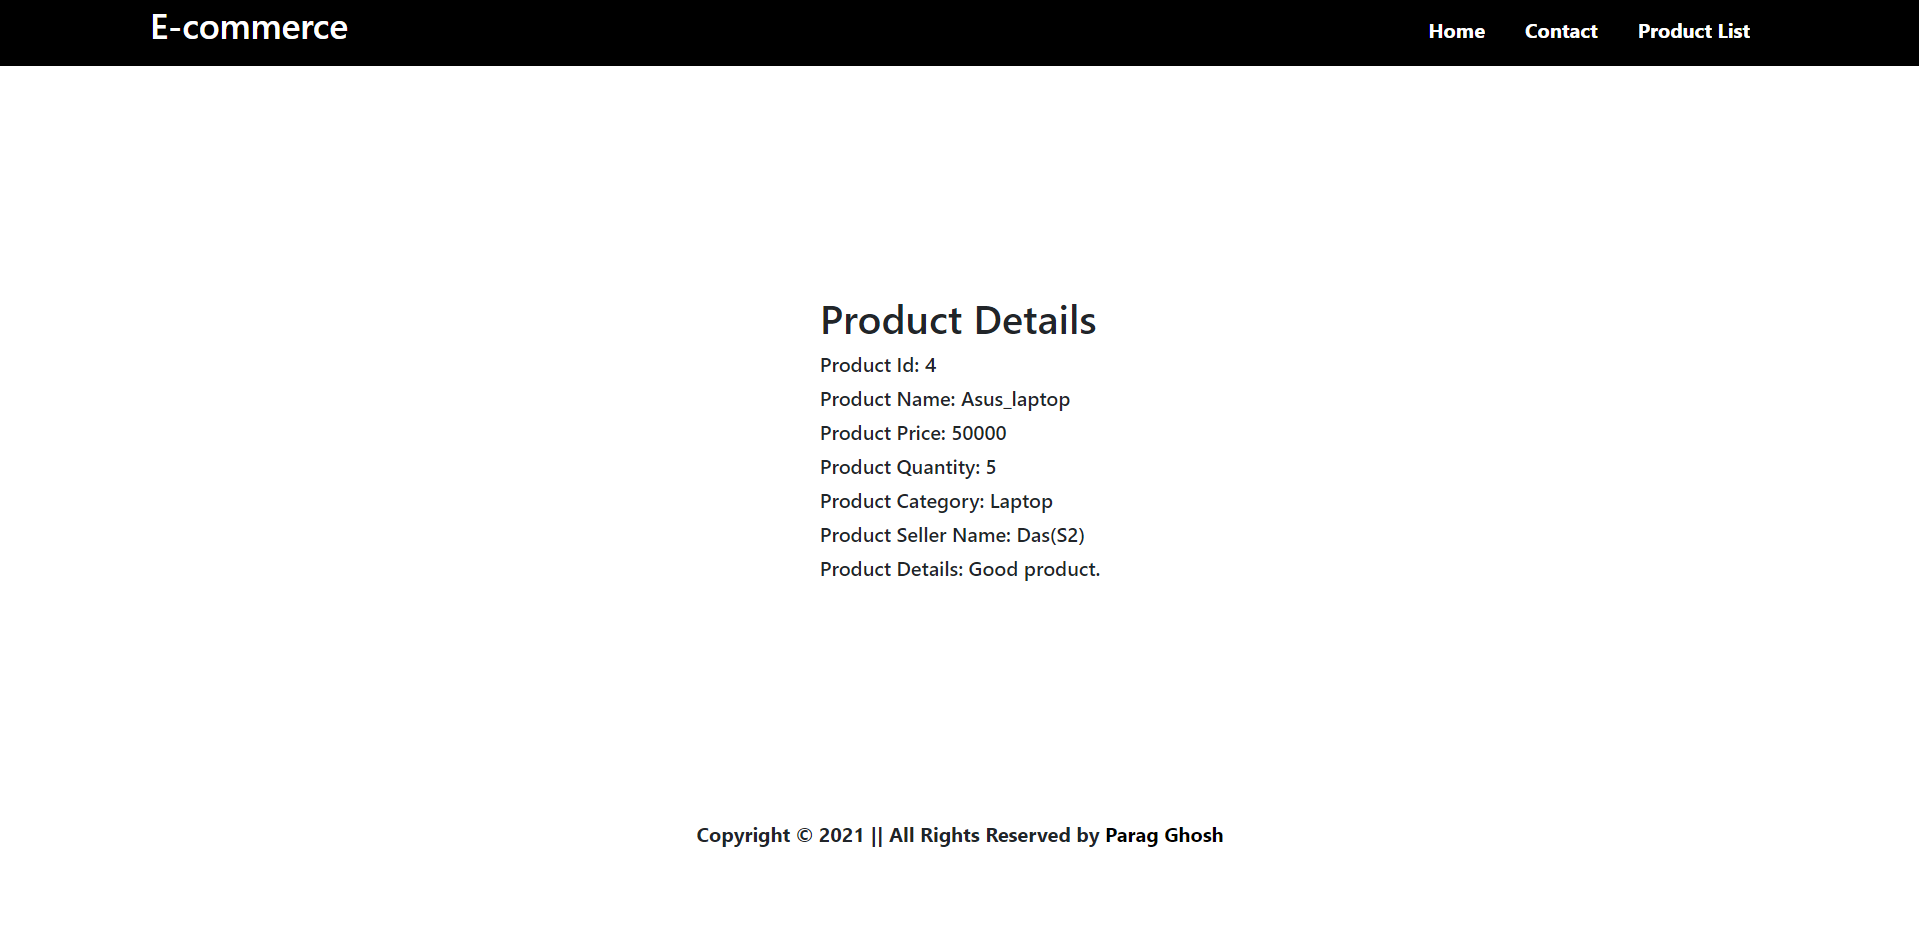 E-commerce
Home Contact Product List
Product Details
Product Id: 4
Product Name: Asus_laptop
Product Price: 50000
Product Quantity: 5
Product Category: Laptop
Product Seller Name: Das(S2)
Product Details: Good product.
Copyright © 2021 || All Rights Reserved by Parag Ghosh